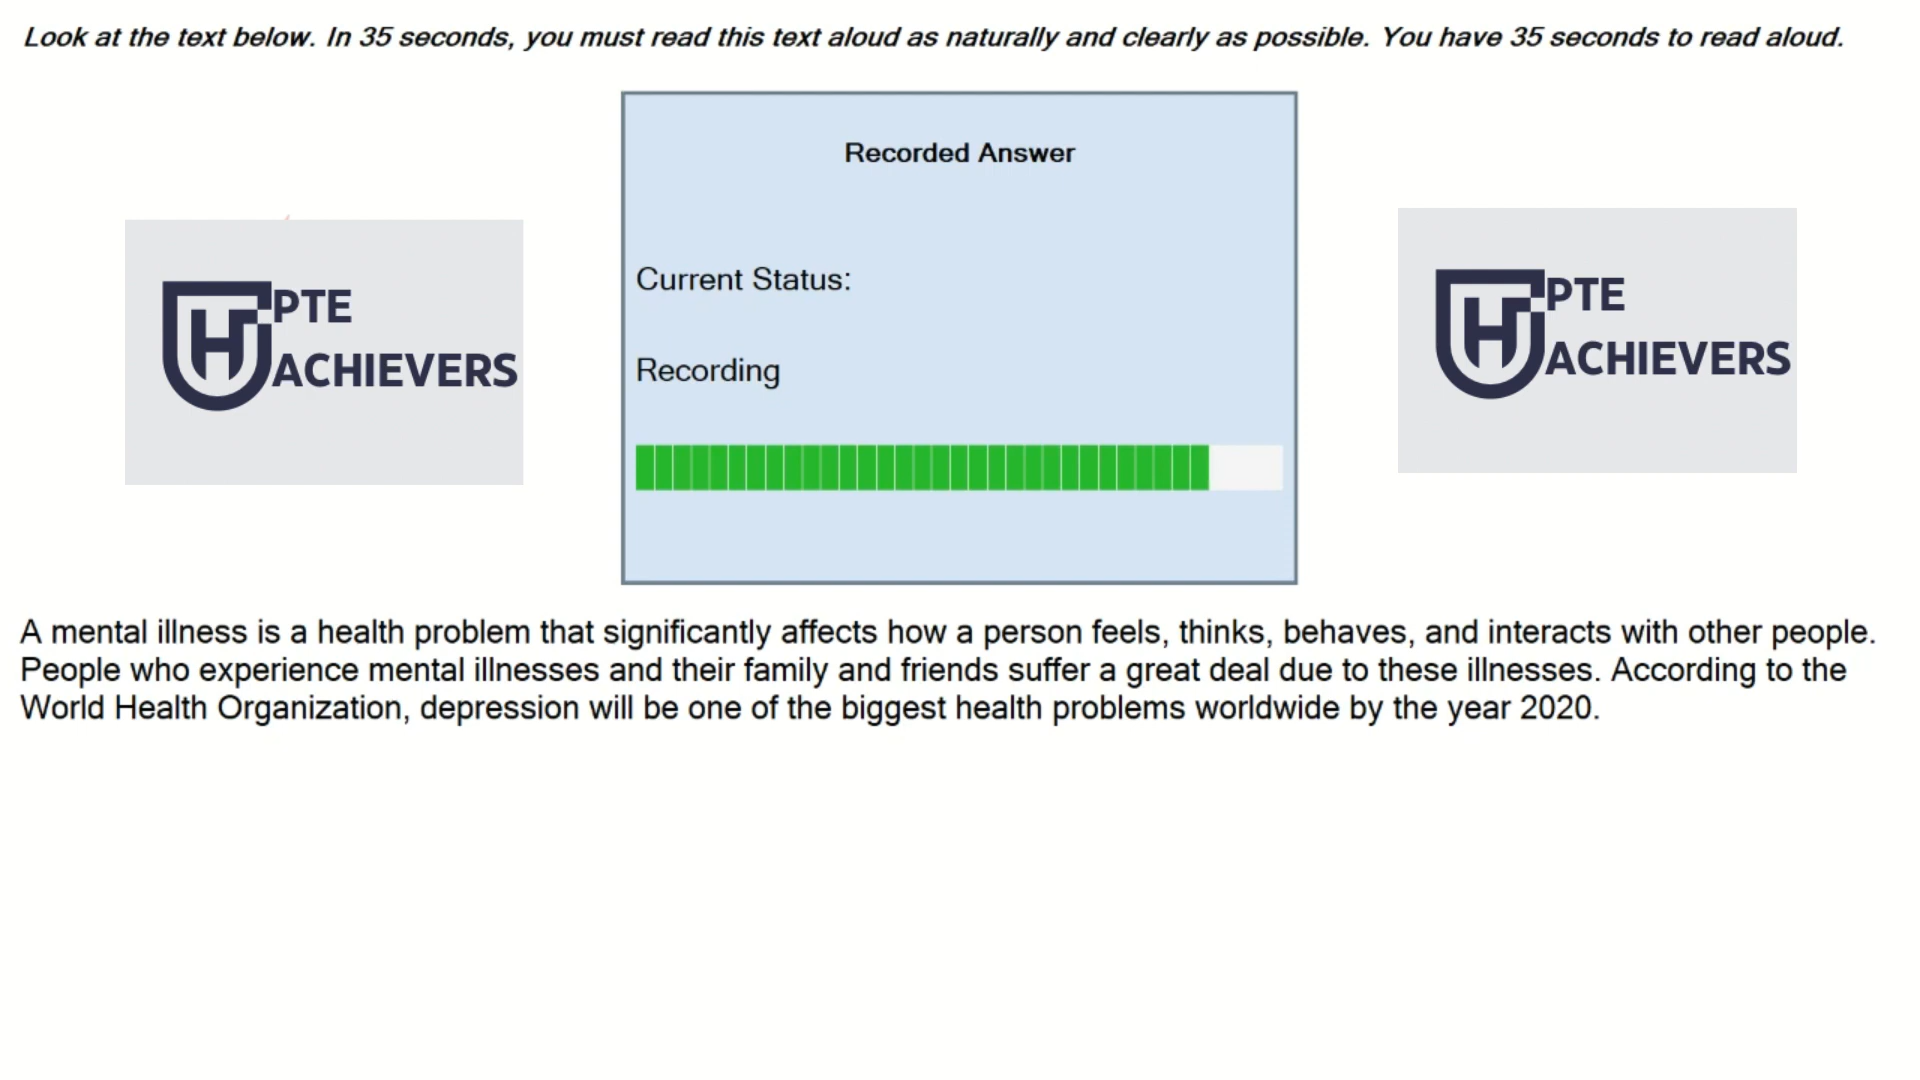 Look at the text below. In 35 seconds, you must read this text aloud as naturally and clearly as possible. You have 35 seconds to read aloud.
Recorded Answer
Current Status:
Recording
PTE
ACHIEVERS
PTE
ACHIEVERS
A mental illness is a health problem that significantly affects how a person feels, thinks, behaves, and interacts with other people.
People who experience mental illnesses and their family and friends suffer a great deal due to these illnesses. According to the
World Health Organization, depression will be one of the biggest health problems worldwide by the year 2020.